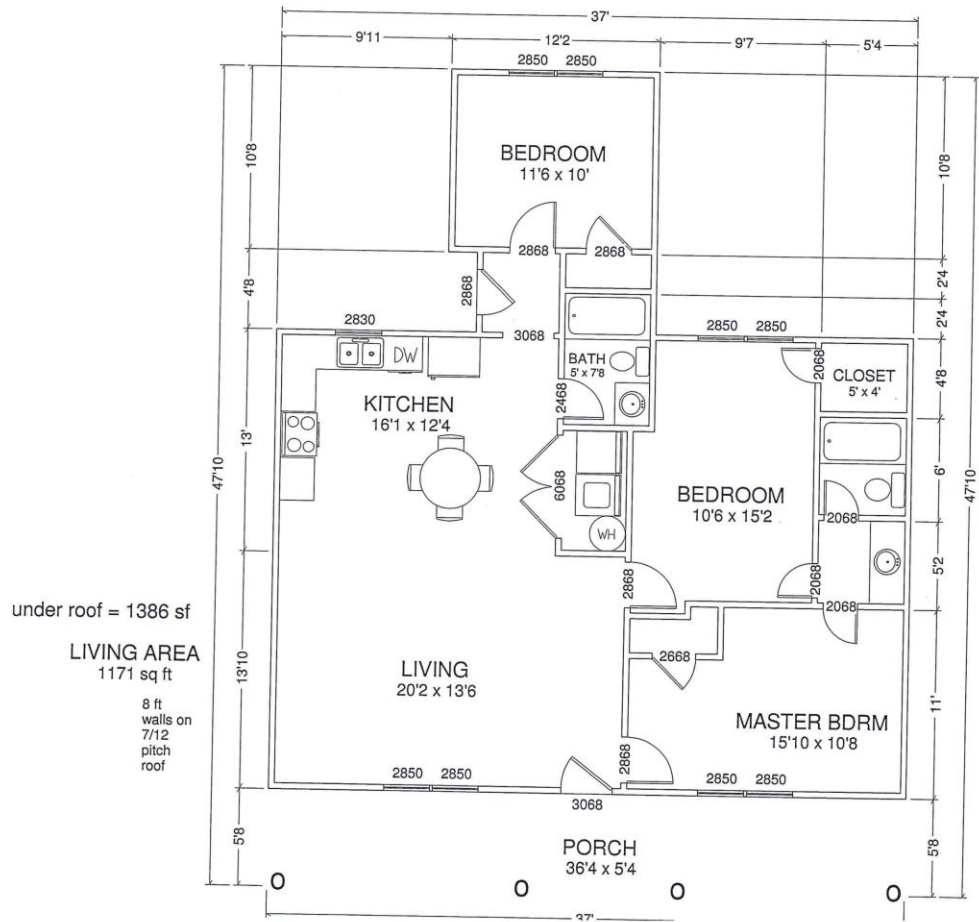 37'
9'11
12'2
9'7
5'4
2850
2850
10'8
BEDROOM
11'6 x 10'
10'8
2868
2868
4'8
2868
2'4
2830
3068
2'4
2850
2850
DW
BATH
5' x 7'8
2068
CLOSET
5' x 4'
4'8
KITCHEN
16'1 x 12'4
2468
13'
47'10
6068
BEDROOM
10'6 x 15'2
6'
47'10
2068
WH
5'2
2868
2068
2068
under roof = 1386 sf
LIVING AREA
1171 sq ft
8 ft
walls on
7/12
pitch
roof
13'10
LIVING
20'2 x 13'6
2668
11'
MASTER BDRM
15'10 x 10'8
2868
2850
2850
2850
2850
3068
5'8
PORCH
36'4 x 5'4
5'8
37'